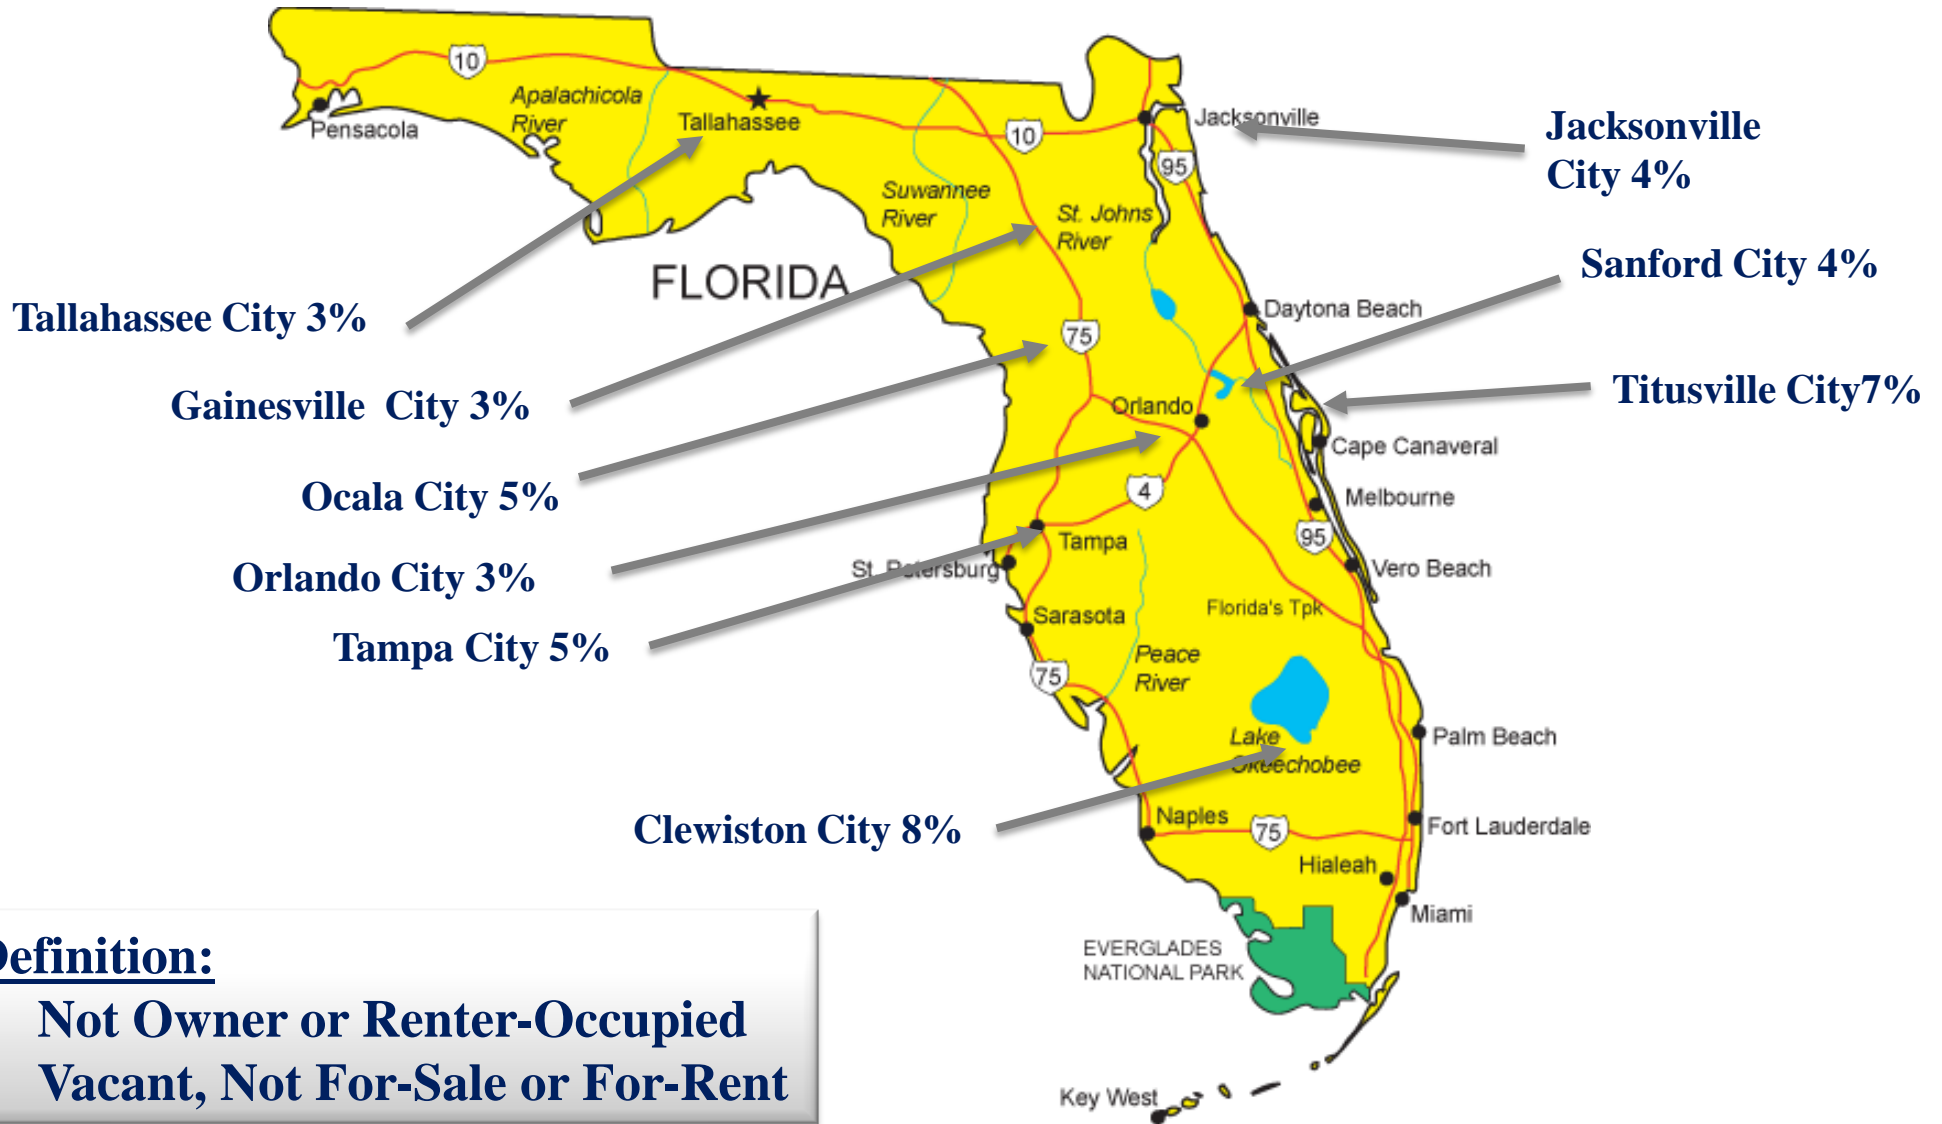 10
Apalachicola
River
Pensacola
Tallahassee
10
Jacksonville
95
Jacksonville
City 4%
Suwannee
River
St. Johns
River
FLORIDA
Sanford City 4%
Tallahassee City 3%
Daytona Beach
75
Gainesville City 3%
Orlando
Titusville City7%
Cape Canaveral
Ocala City 5%
4
Melbourne
Tampa
95
St. Petersburg
Vero Beach
Orlando City 3%
Florida's Tpk
Sarasota
Tampa City 5%
Peace
River
75
Lake
Okeechobee
Palm Beach
Clewiston City 8%
Naples
75
Fort Lauderdale
Hialeah
Miami
EVERGLADES
NATIONAL PARK
Definition:
Not Owner or Renter-Occupied
Vacant, Not For-Sale or For-Rent
Key West